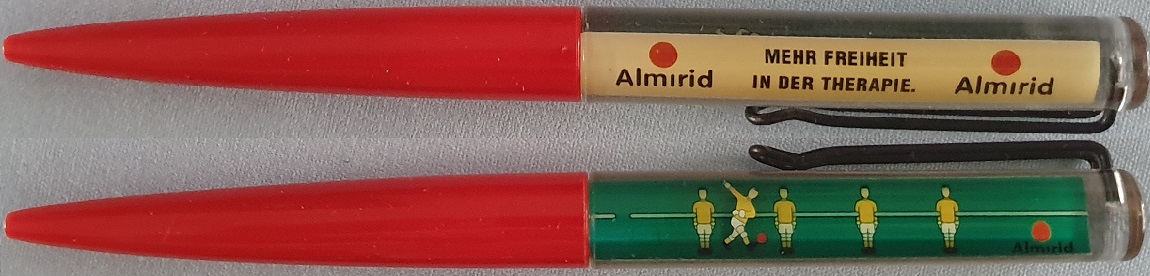 Almirid
MEHR FREIHEIT
IN DER THERAPIE.
Almirid
Almirid